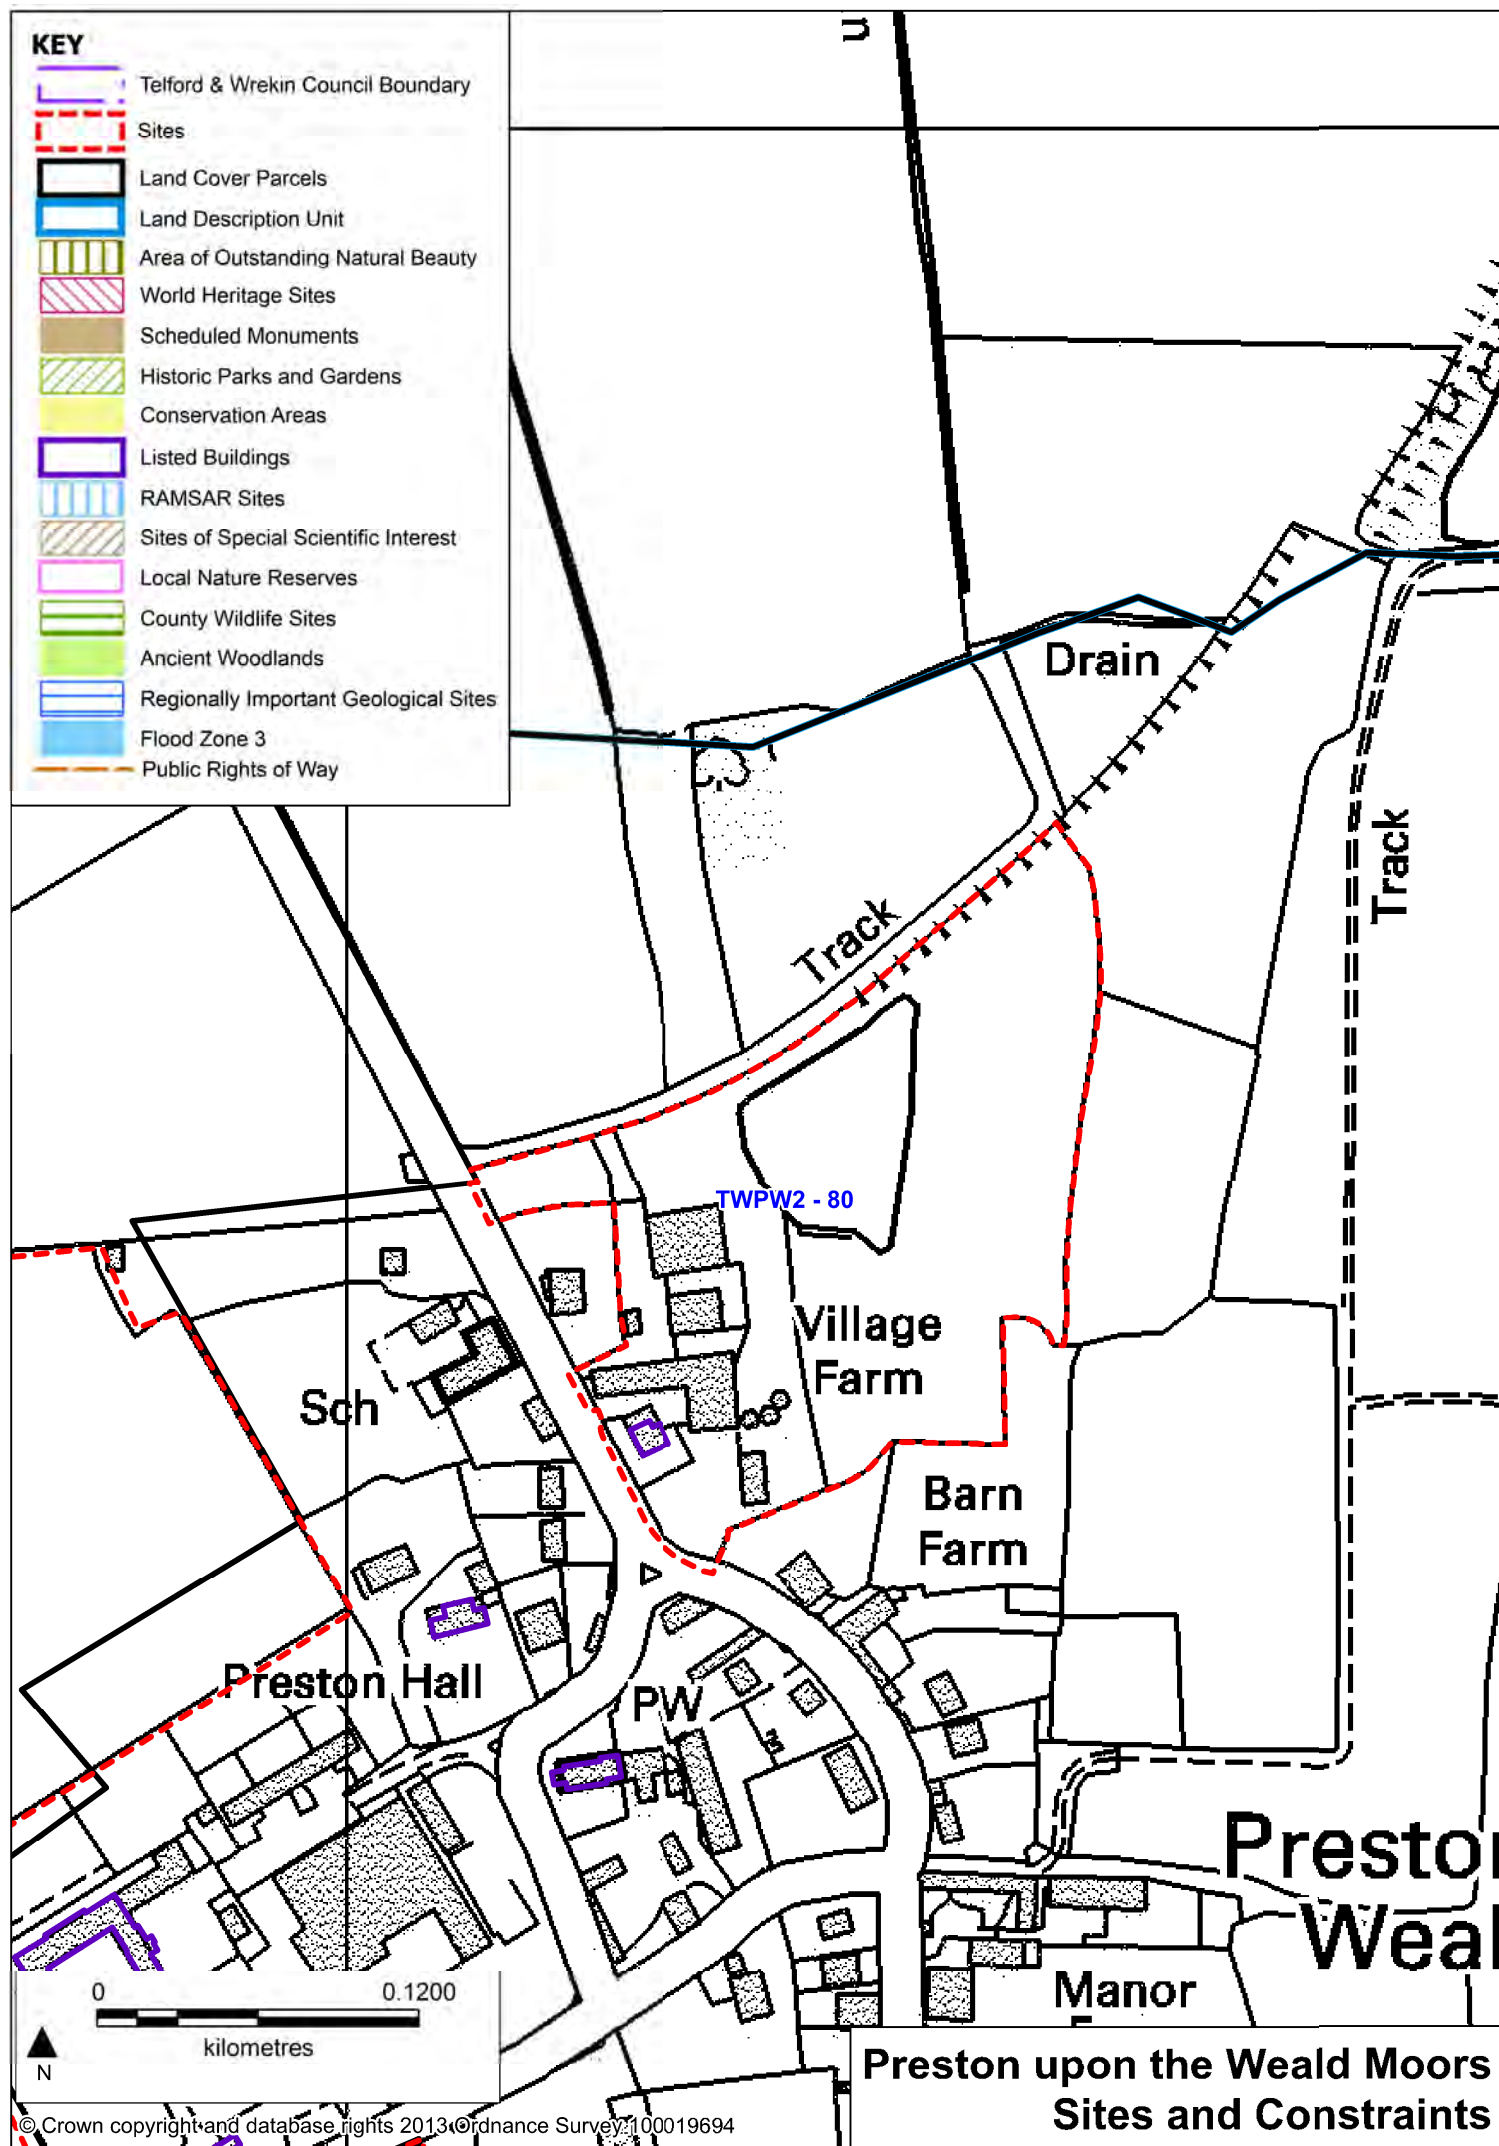 KEY
Telford & Wrekin Council Boundary
Sites
Land Cover Parcels
Land Description Unit
Area of Outstanding Natural Beauty
World Heritage Sites
Scheduled Monuments
Historic Parks and Gardens
Conservation Areas
Listed Buildings
RAMSAR Sites
Sites of Special Scientific Interest
Local Nature Reserves
County Wildlife Sites
Ancient Woodlands
Regionally Important Geological Sites
Flood Zone 3
Public Rights of Way
Drain
Track
Track
TWPW2 - 80
Village
Farm
Sch
Barn
Farm
Preston Hall
PW
Presto
Weal
Manor
0 0.1200
kilometres
N
Preston upon the Weald Moors
Sites and Constraints
© Crown copyright and database rights 2013 Ordnance Survey 100019694